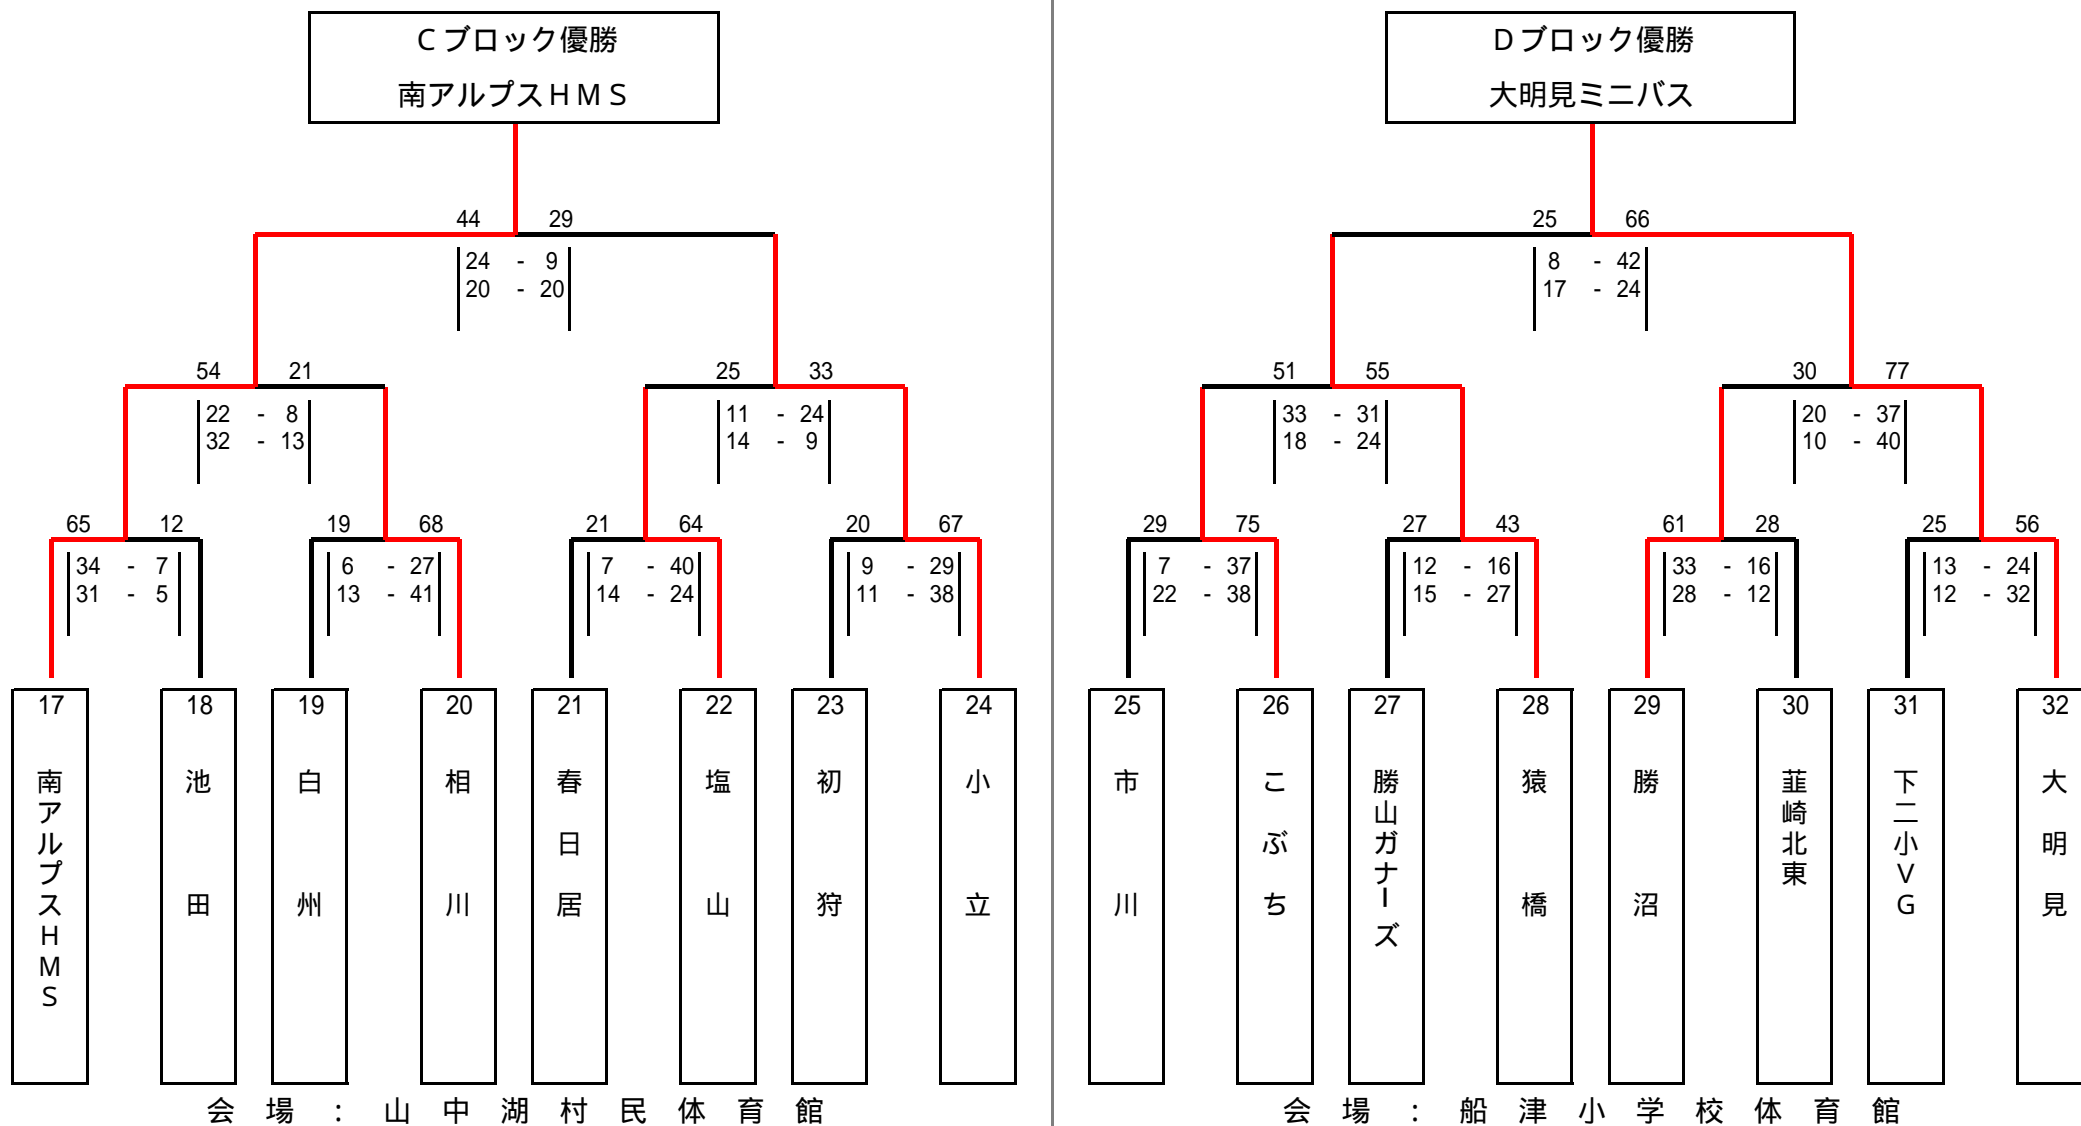 Cブロック優勝
南アルプスHMS
44 29
24 - 9
20 - 20
54 21
22 - 8
32 - 13
25 33
11 - 24
14 - 9
65 12
34 - 7
31 - 5
19 68
6 - 27
13 - 41
21 64
7 - 40
14 - 24
20 67
9 - 29
11 - 38
17
南アルプスHMS
18
池田
19
白州
20
相川
21
春日居
22
塩山
23
初狩
24
小立
会場:山中湖村民体育館
Dブロック優勝
大明見ミニバス
25 66
8 - 42
17 - 24
51 55
33 - 31
18 - 24
30 77
20 - 37
10 - 40
29 75
7 - 37
22 - 38
27 43
12 - 16
15 - 27
61 28
33 - 16
28 - 12
25 56
13 - 24
12 - 32
25
市川
26
こぶち
27
勝山ガナーズ
28
猿橋
29
勝沼
30
韮崎北東
31
下二小VG
32
大明見
会場:船津小学校体育館